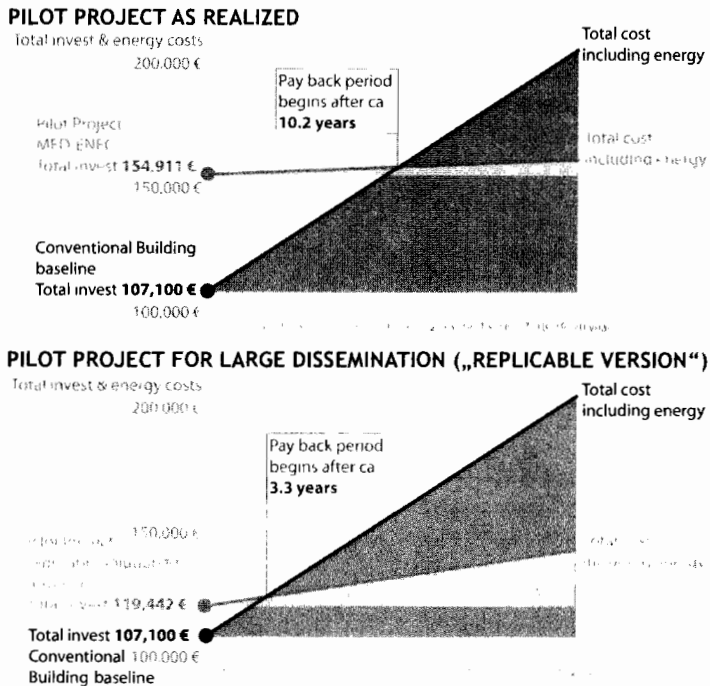 PILOT PROJECT AS REALIZED
Total invest & energy costs
200.000 €
Total cost
including energy
Pay back period
begins after ca
10.2 years
Pilot Project
MED ENEC
Total invest 154.911 €
150,000 €
Total cost
including energy
Conventional Building
baseline
Total invest 107,100 €
100.000 €
PILOT PROJECT FOR LARGE DISSEMINATION („REPLICABLE VERSION“)
Total invest & energy costs
200.000 €
Total cost
including energy
Pay back period
begins after ca
3.3 years
150,000 €
Total cost
Total invest 119,442 €
Total invest 107,100 €
Conventional 100.000 €
Building baseline